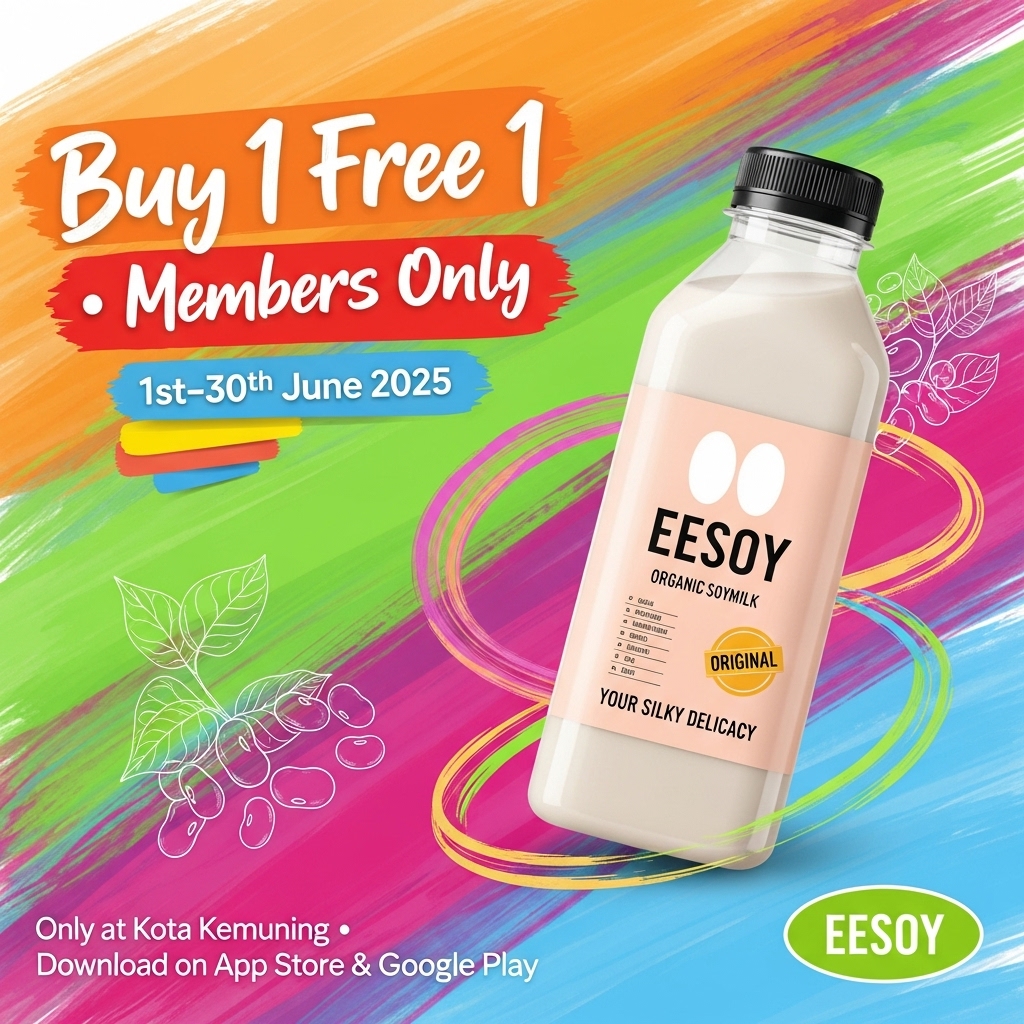 Buy 1 Free 1
• Members Only
1st–30th June 2025
EESOY
ORGANIC SOYMILK
ORIGINAL
YOUR SILKY DELICACY
Only at Kota Kemuning •
Download on App Store & Google Play
EESOY